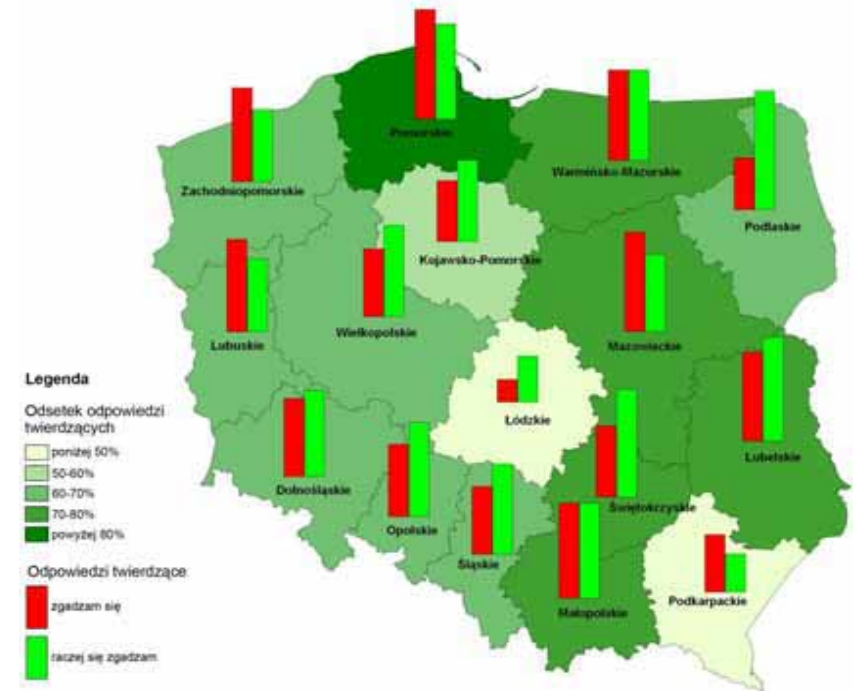 Pomorskie
Warmińsko-Mazurskie
Zachodniopomorskie
Podlaskie
Kujawsko-Pomorskie
Wielkopolskie
Lubuskie
Mazowieckie
Legenda
Odsetek odpowiedzi
twierdzących
poniżej 50%
50-60%
60-70%
70-80%
powyżej 80%
Łódzkie
Lubelskie
Dolnośląskie
Świętokrzyskie
Opolskie
Śląskie
Małopolskie
Podkarpackie
Odpowiedzi twierdzące
zgadzam się
raczej się zgadzam